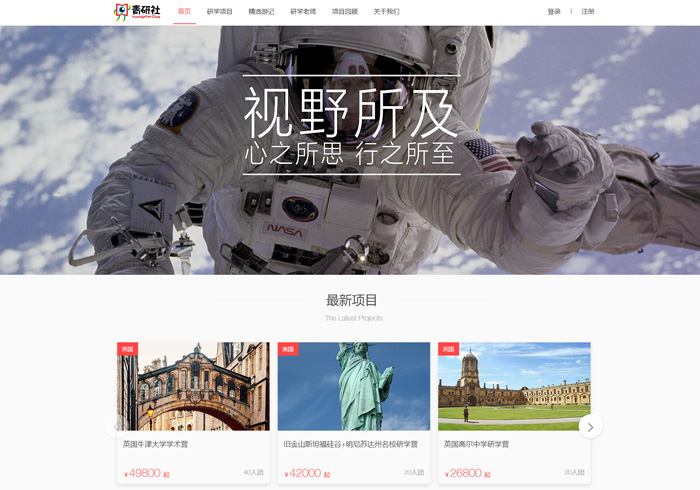 青研社
YoungsterClub
首页 研学项目 精选游记 研学老师 项目回顾 关于我们 登录 | 注册
视野所及
心之所思 行之所至
NASA
最新项目
The Latest Projects
英国 美国 英国
英国牛津大学学术营 旧金山斯坦福硅谷+明尼苏达州名校研学营 英国高尔中学研学营
¥49800 起 40人团 ¥42000 起 20人团 ¥26800 起 20人团